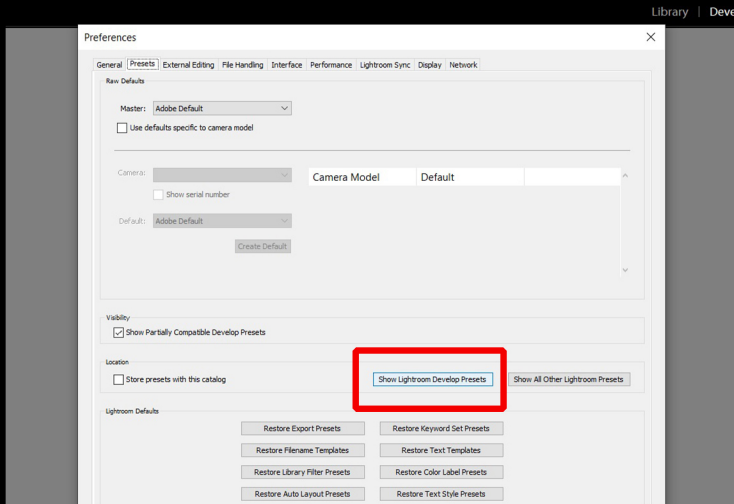 Library | Deve
Preferences
General Presets External Editing File Handling Interface Performance Lightroom Sync Display Network
Raw Defaults
Master: Adobe Default
Use defaults specific to camera model
Camera:
Camera Model Default
Show serial number
Default: Adobe Default
Create Default
Visibility
Show Partially Compatible Develop Presets
Location
Store presets with this catalog Show Lightroom Develop Presets Show All Other Lightroom Presets
Lightroom Defaults
Restore Export Presets Restore Keyword Set Presets
Restore Filename Templates Restore Text Templates
Restore Library Filter Presets Restore Color Label Presets
Restore Auto Layout Presets Restore Text Style Presets